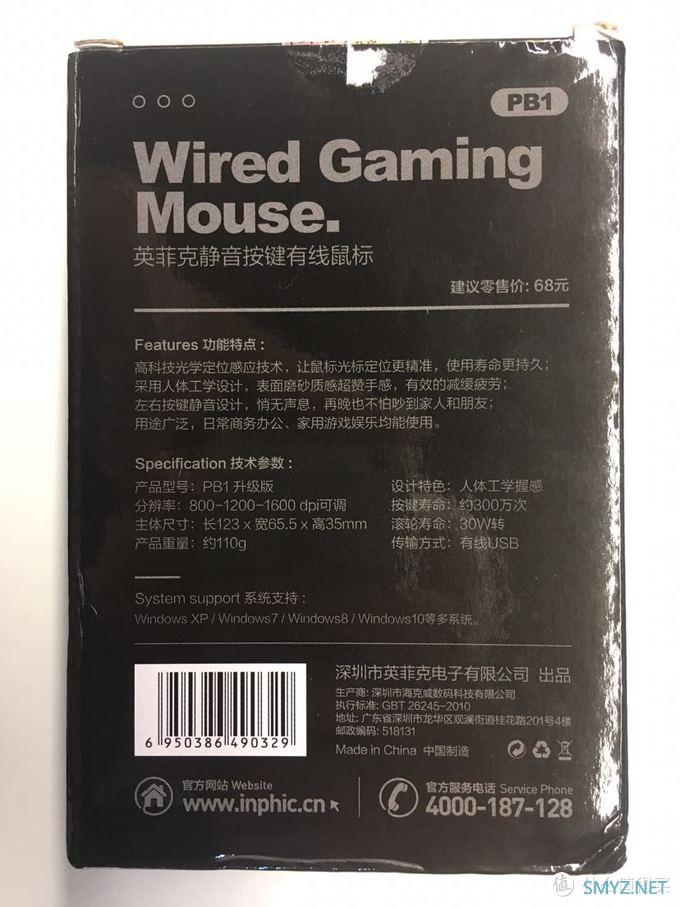 PB1
Wired Gaming
Mouse.
英菲克静音按键有线鼠标
建议零售价: 68元
Features 功能特点:
高科技光学定位感应技术，让鼠标光标定位更精准，使用寿命更持久；
采用人体工学设计，表面磨砂质感超赞手感，有效的减缓疲劳；
左右按键静音设计，悄无声息，再晚也不怕吵到家人和朋友；
用途广泛，日常商务办公、家用游戏娱乐均能使用。
Specification 技术参数:
产品型号: PB1 升级版
分辨率: 800-1200-1600 dpi可调
主体尺寸: 长123 x 宽65.5 x 高35mm
产品重量: 约110g
设计特色: 人体工学握感
按键寿命: 约300万次
滚轮寿命: 30W转
传输方式: 有线USB
System support 系统支持:
Windows XP / Windows7 / Windows8 / Windows10等多系统。
6 950386 490329
深圳市英菲克电子有限公司 出品
生产商: 深圳市海克威数码科技有限公司
执行标准: GBT 26245-2010
地址: 广东省深圳市龙华区观澜街道桂花路201号4楼
邮政编码: 518131
Made in China 中国制造
官方网站 Website
www.inphic.cn
官方服务电话 Service Phone
4000-187-128
值
SMYZ.NET